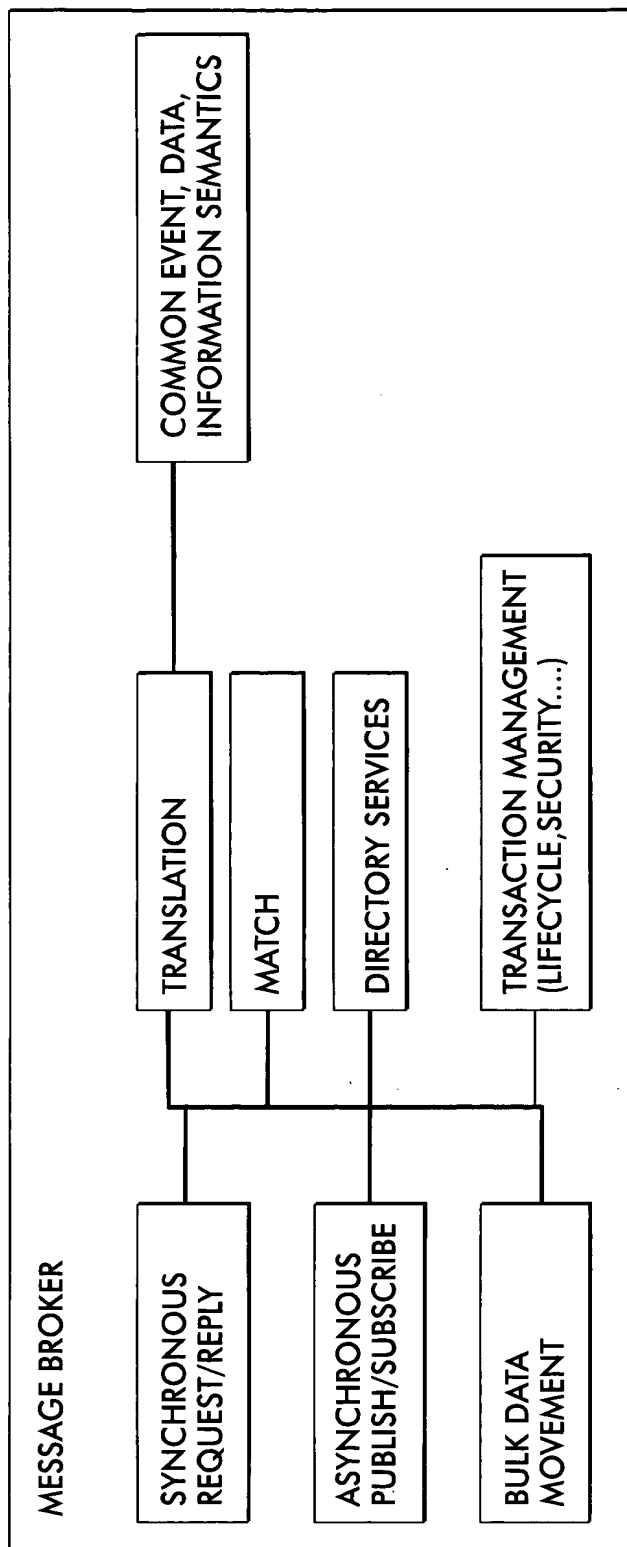 MESSAGE BROKER
SYNCHRONOUS
REQUEST/REPLY
ASYNCHRONOUS
PUBLISH/SUBSCRIBE
BULK DATA
MOVEMENT
TRANSLATION
MATCH
DIRECTORY SERVICES
TRANSACTION MANAGEMENT
(LIFECYCLE,SECURITY....)
COMMON EVENT, DATA,
INFORMATION SEMANTICS